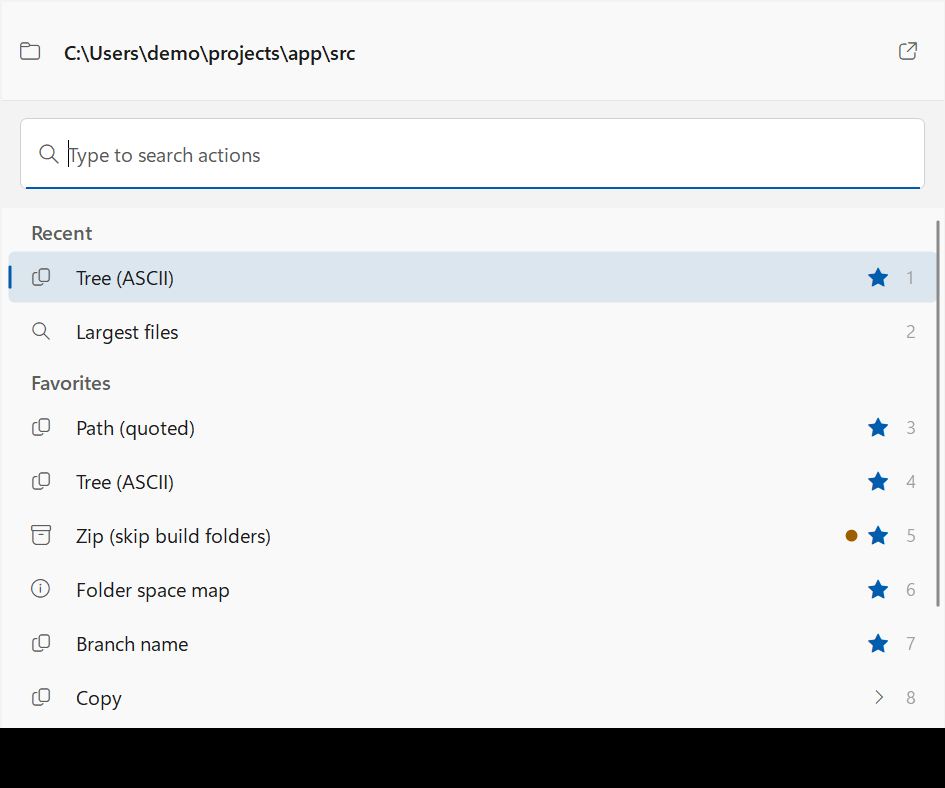 C:\Users\demo\projects\app\src
Type to search actions
Recent
Tree (ASCII) 1
Largest files 2
Favorites
Path (quoted) 3
Tree (ASCII) 4
Zip (skip build folders) 5
Folder space map 6
Branch name 7
Copy 8